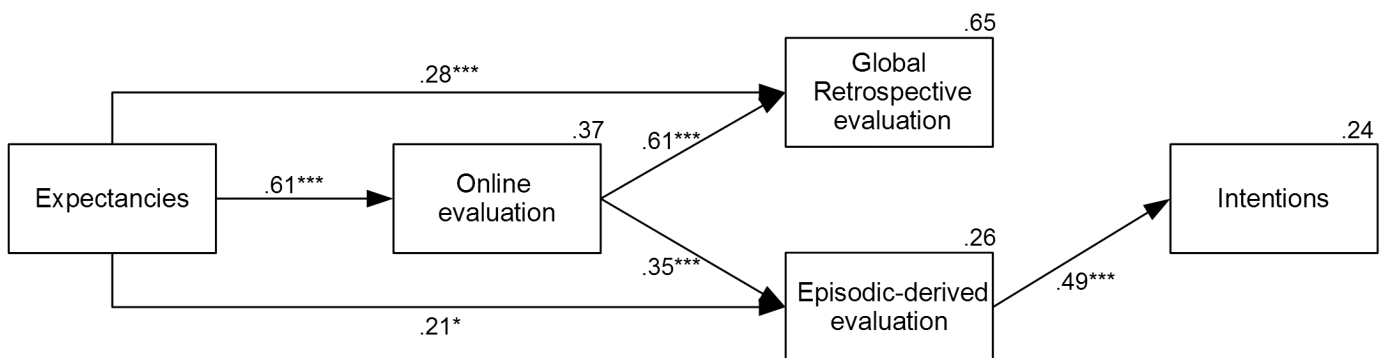 .65
Global
Retrospective
evaluation
.28***
.37
.61***
.24
Expectancies
.61***
Online
evaluation
Intentions
.26
.35***
Episodic-derived
evaluation
.49***
.21*